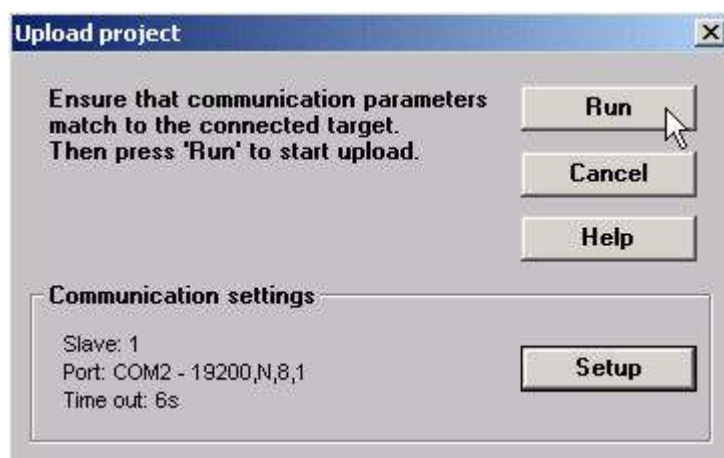 Upload project
Ensure that communication parameters
match to the connected target.
Then press 'Run' to start upload.
Run
Cancel
Help
Communication settings
Slave: 1
Port: COM2 - 19200,N,8,1
Time out: 6s
Setup